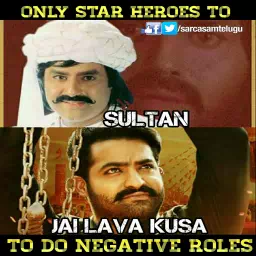 ONLY STAR HEROES TO
/sarcasamtelugu
SULTAN
JAI LAVA KUSA
TO DO NEGATIVE ROLES